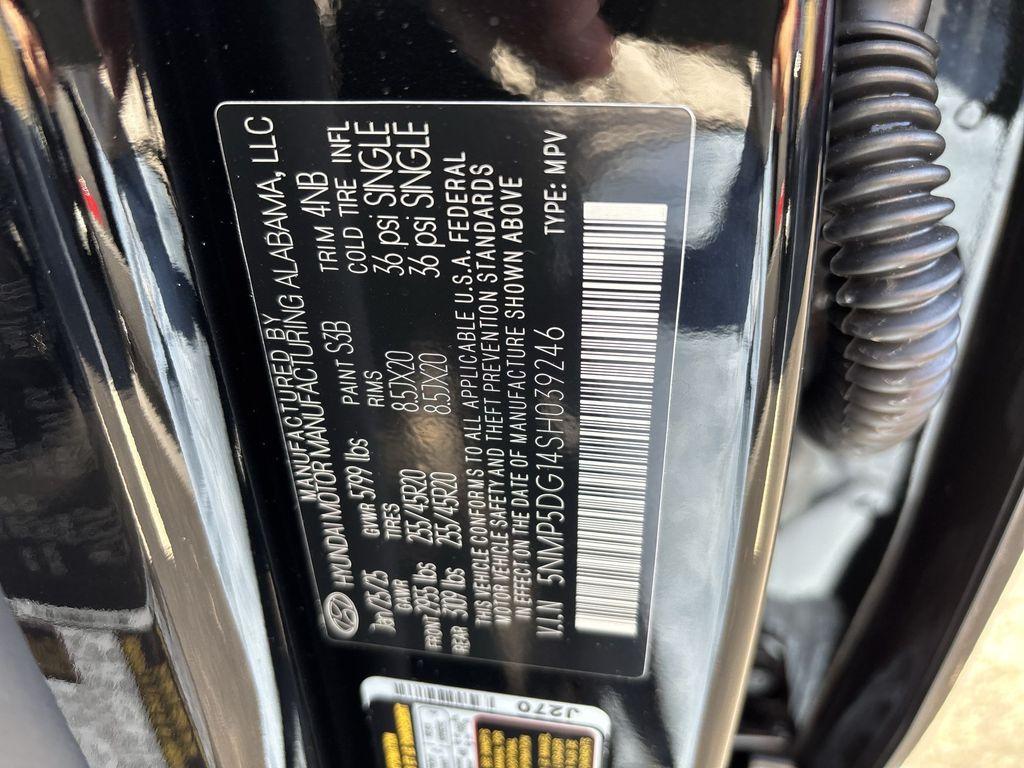 MANUFACTURED BY
HYUNDAI MOTOR MANUFACTURING ALABAMA, LLC
Jan/25/25 GVWR 5799 lbs PAINT S3B TRIM 4NB
GAWR TIRES RIMS COLD TIRE INFL
FRONT 2955 lbs 255/45R20 8.5JX20 36 psi SINGLE
REAR 3089 lbs 255/45R20 8.5JX20 36 psi SINGLE
THIS VEHICLE CONFORMS TO ALL APPLICABLE U.S.A. FEDERAL
MOTOR VEHICLE SAFETY AND THEFT PREVENTION STANDARDS
IN EFFECT ON THE DATE OF MANUFACTURE SHOWN ABOVE
V.I.N 5NMP5DG14SH039246 TYPE: MPV
J270